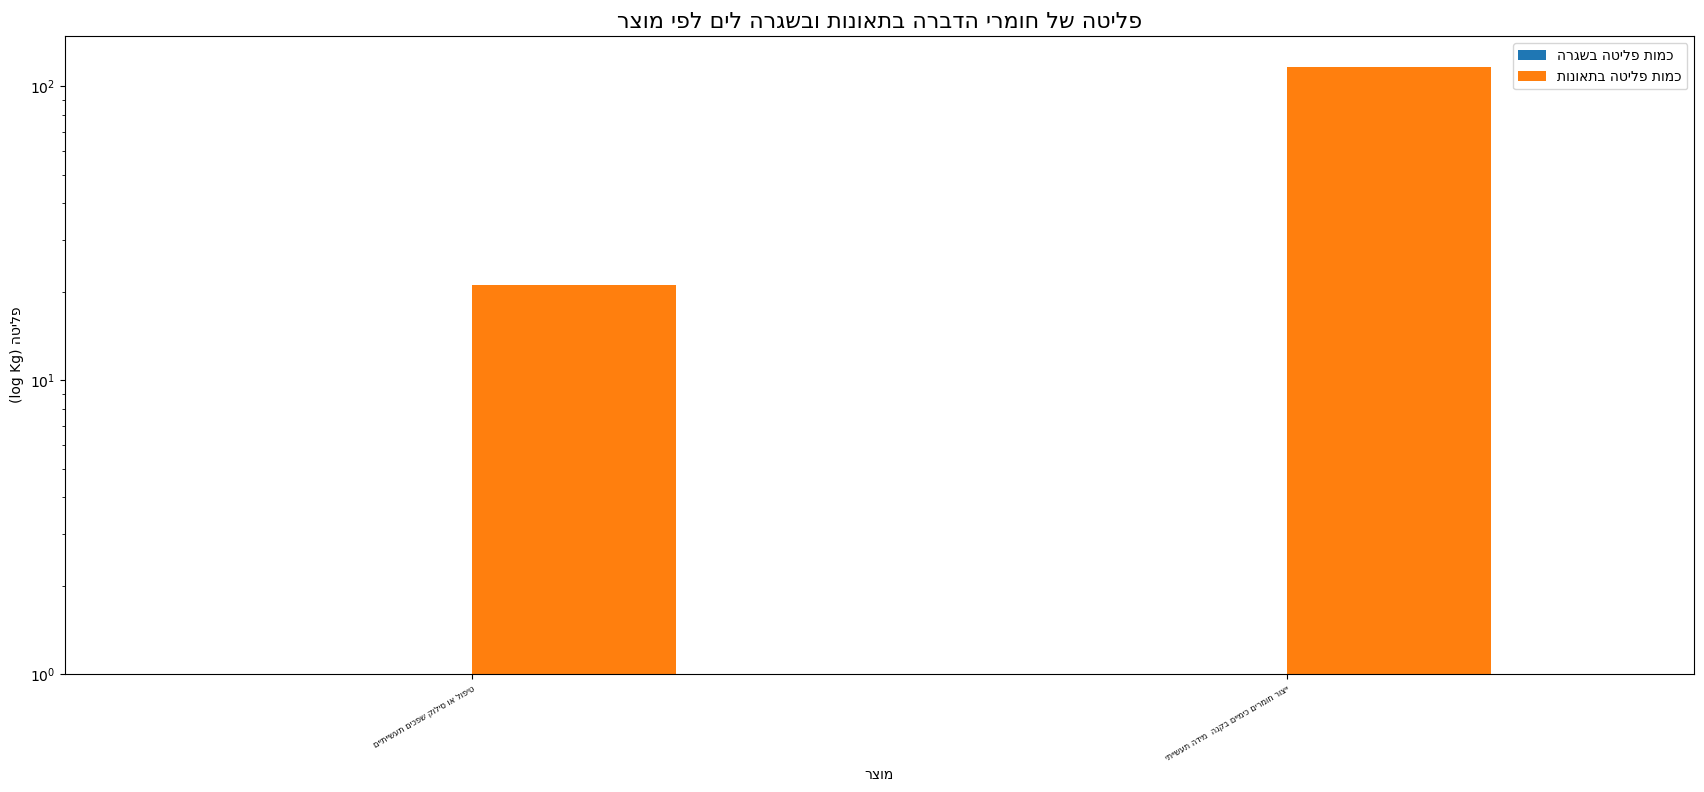 פליטה של חומרי הדברה בתאונות ובשגרה לים לפי מוצר
כמות פליטה בשגרה
כמות פליטה בתאונות
פליטה (log Kg)
10²
10¹
10⁰
טיפול או סילוק שפכים תעשייתיים
ייצור חומרים כימיים בקנה מידה תעשייתי
מוצר